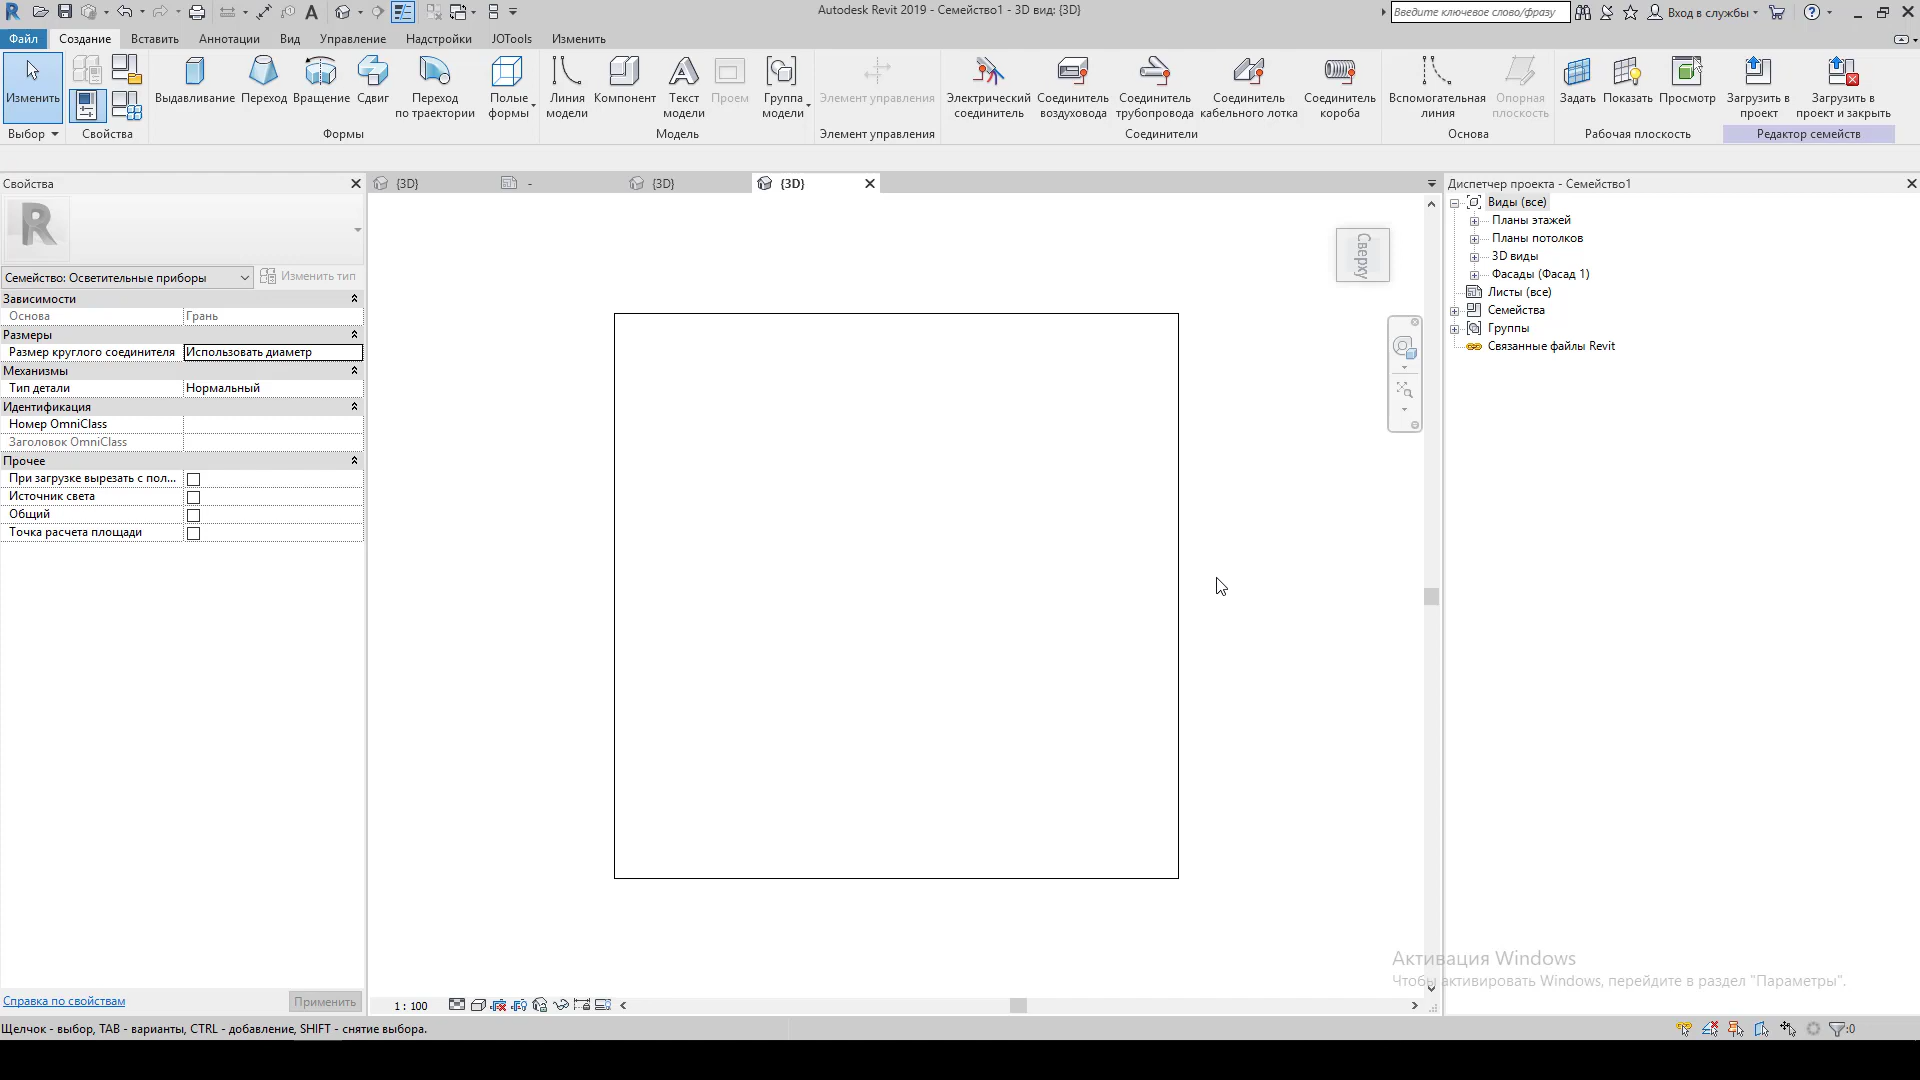 Autodesk Revit 2019 - Семейство1 - 3D вид: {3D}
Введите ключевое слово/фразу
Вход в службы
Файл
Создание
Вставить
Аннотации
Вид
Управление
Надстройки
JOTools
Изменить
Изменить
Выдавливание
Переход
Вращение
Сдвиг
Переход
по траектории
Полые
формы
Линия
модели
Компонент
Текст
модели
Проем
Группа
модели
Элемент управления
Электрический
соединитель
Соединитель
воздуховода
Соединитель
трубопровода
Соединитель
кабельного лотка
Соединитель
короба
Вспомогательная
линия
Опорная
плоскость
Задать
Показать
Просмотр
Загрузить в
проект
Загрузить в
проект и закрыть
Выбор
Свойства
Формы
Модель
Элемент управления
Соединители
Основа
Рабочая плоскость
Редактор семейств
Свойства
{3D}
-
{3D}
{3D}
Диспетчер проекта - Семейство1
R
Семейство: Осветительные приборы
Изменить тип
Зависимости
Основа Грань
Размеры
Размер круглого соединителя Использовать диаметр
Механизмы
Тип детали Нормальный
Идентификация
Номер OmniClass
Заголовок OmniClass
Прочее
При загрузке вырезать с пол...
Источник света
Общий
Точка расчета площади
Справка по свойствам
Применить
Сверху
Виды (все)
Планы этажей
Планы потолков
3D виды
Фасады (Фасад 1)
Листы (все)
Семейства
Группы
Связанные файлы Revit
Активация Windows
Чтобы активировать Windows, перейдите в раздел "Параметры".
1 : 100
Щелчок - выбор, TAB - варианты, CTRL - добавление, SHIFT - снятие выбора.
:0